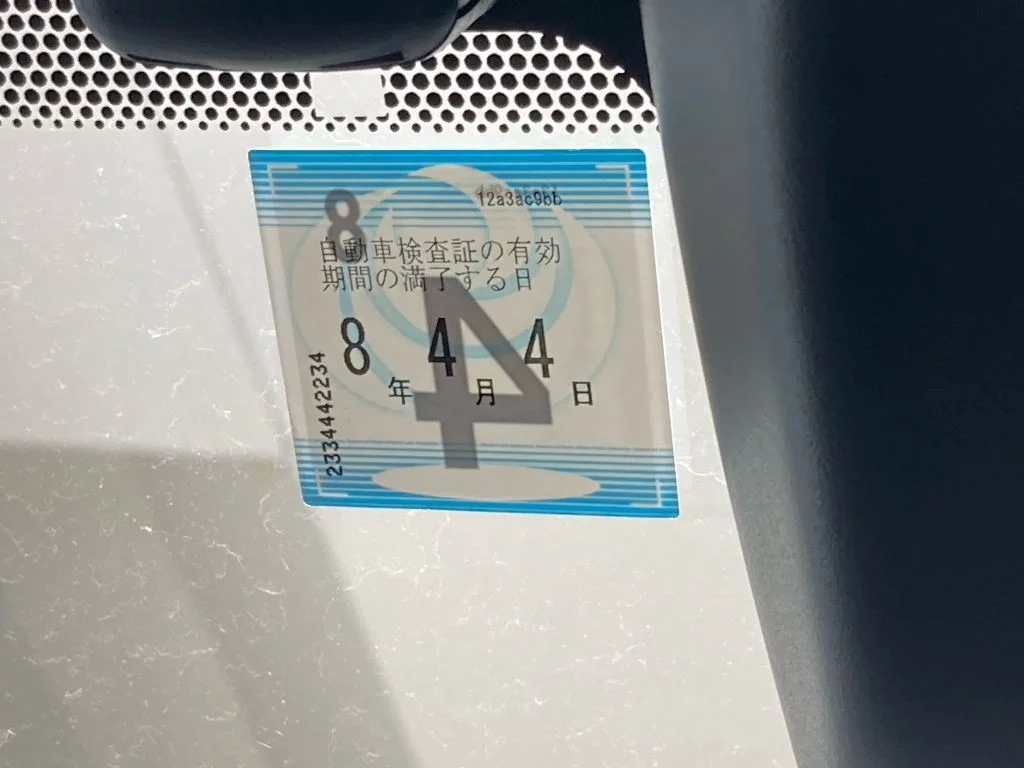 12a3ac9bb
8
自動車検査証の有効
期間の満了する日
8年4月4日
4
2334442234